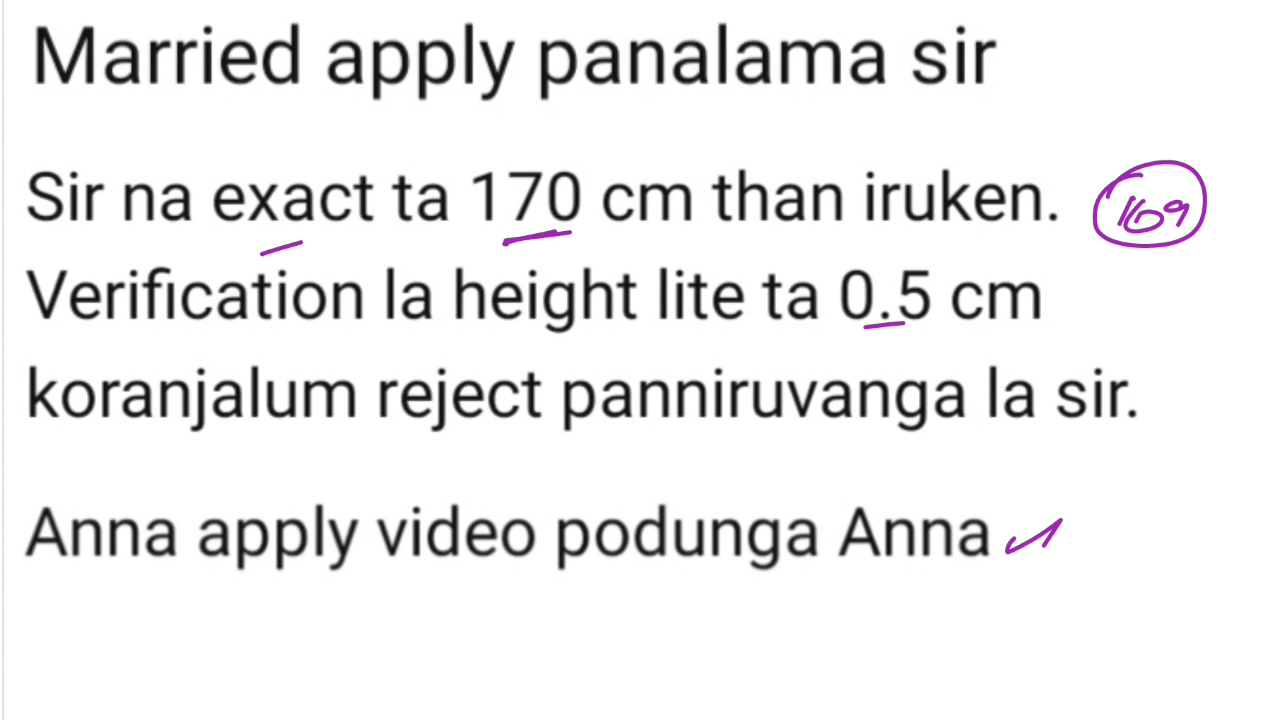 Married apply panalama sir
Sir na exact ta 170 cm than iruken. 169
Verification la height lite ta 0.5 cm
koranjalum reject panniruvanga la sir.
Anna apply video podunga Anna